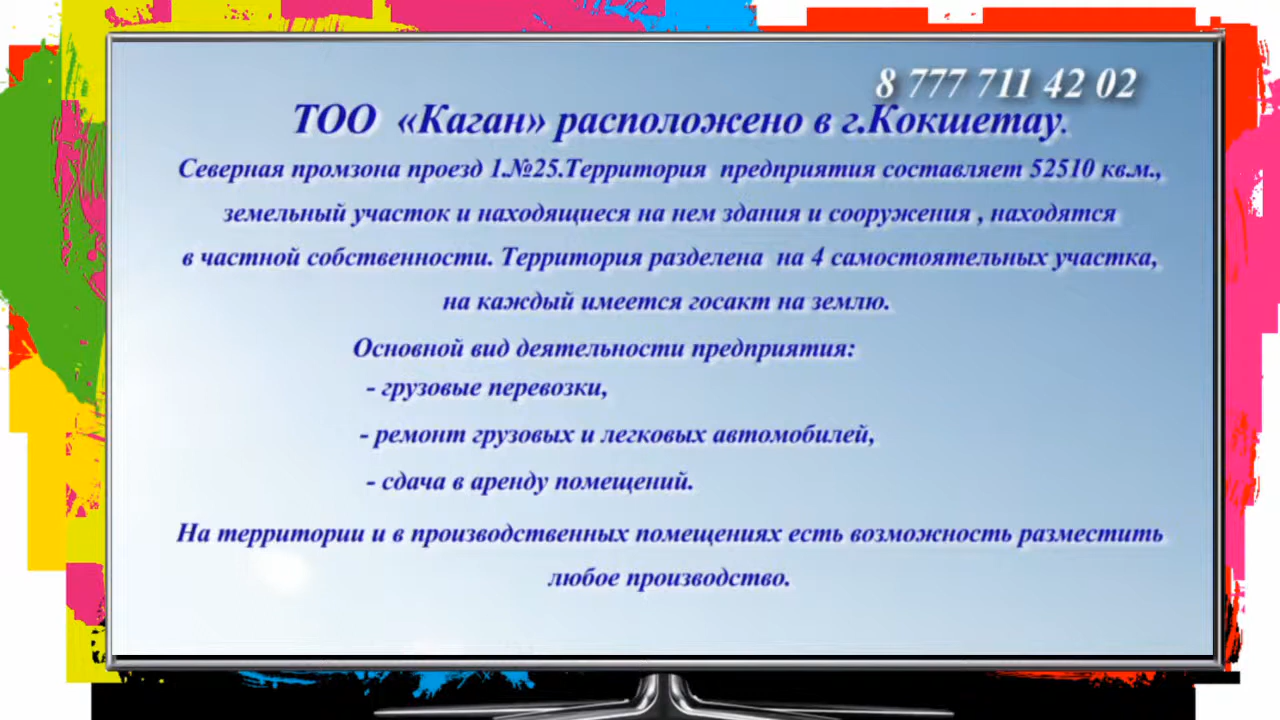 8 777 711 42 02
ТОО «Каган» расположено в г.Кокшетау.
Северная промзона проезд 1.№25.Территория предприятия составляет 52510 кв.м.,
земельный участок и находящиеся на нем здания и сооружения , находятся
в частной собственности. Территория разделена на 4 самостоятельных участка,
на каждый имеется госакт на землю.
Основной вид деятельности предприятия:
- грузовые перевозки,
- ремонт грузовых и легковых автомобилей,
- сдача в аренду помещений.
На территории и в производственных помещениях есть возможность разместить
любое производство.